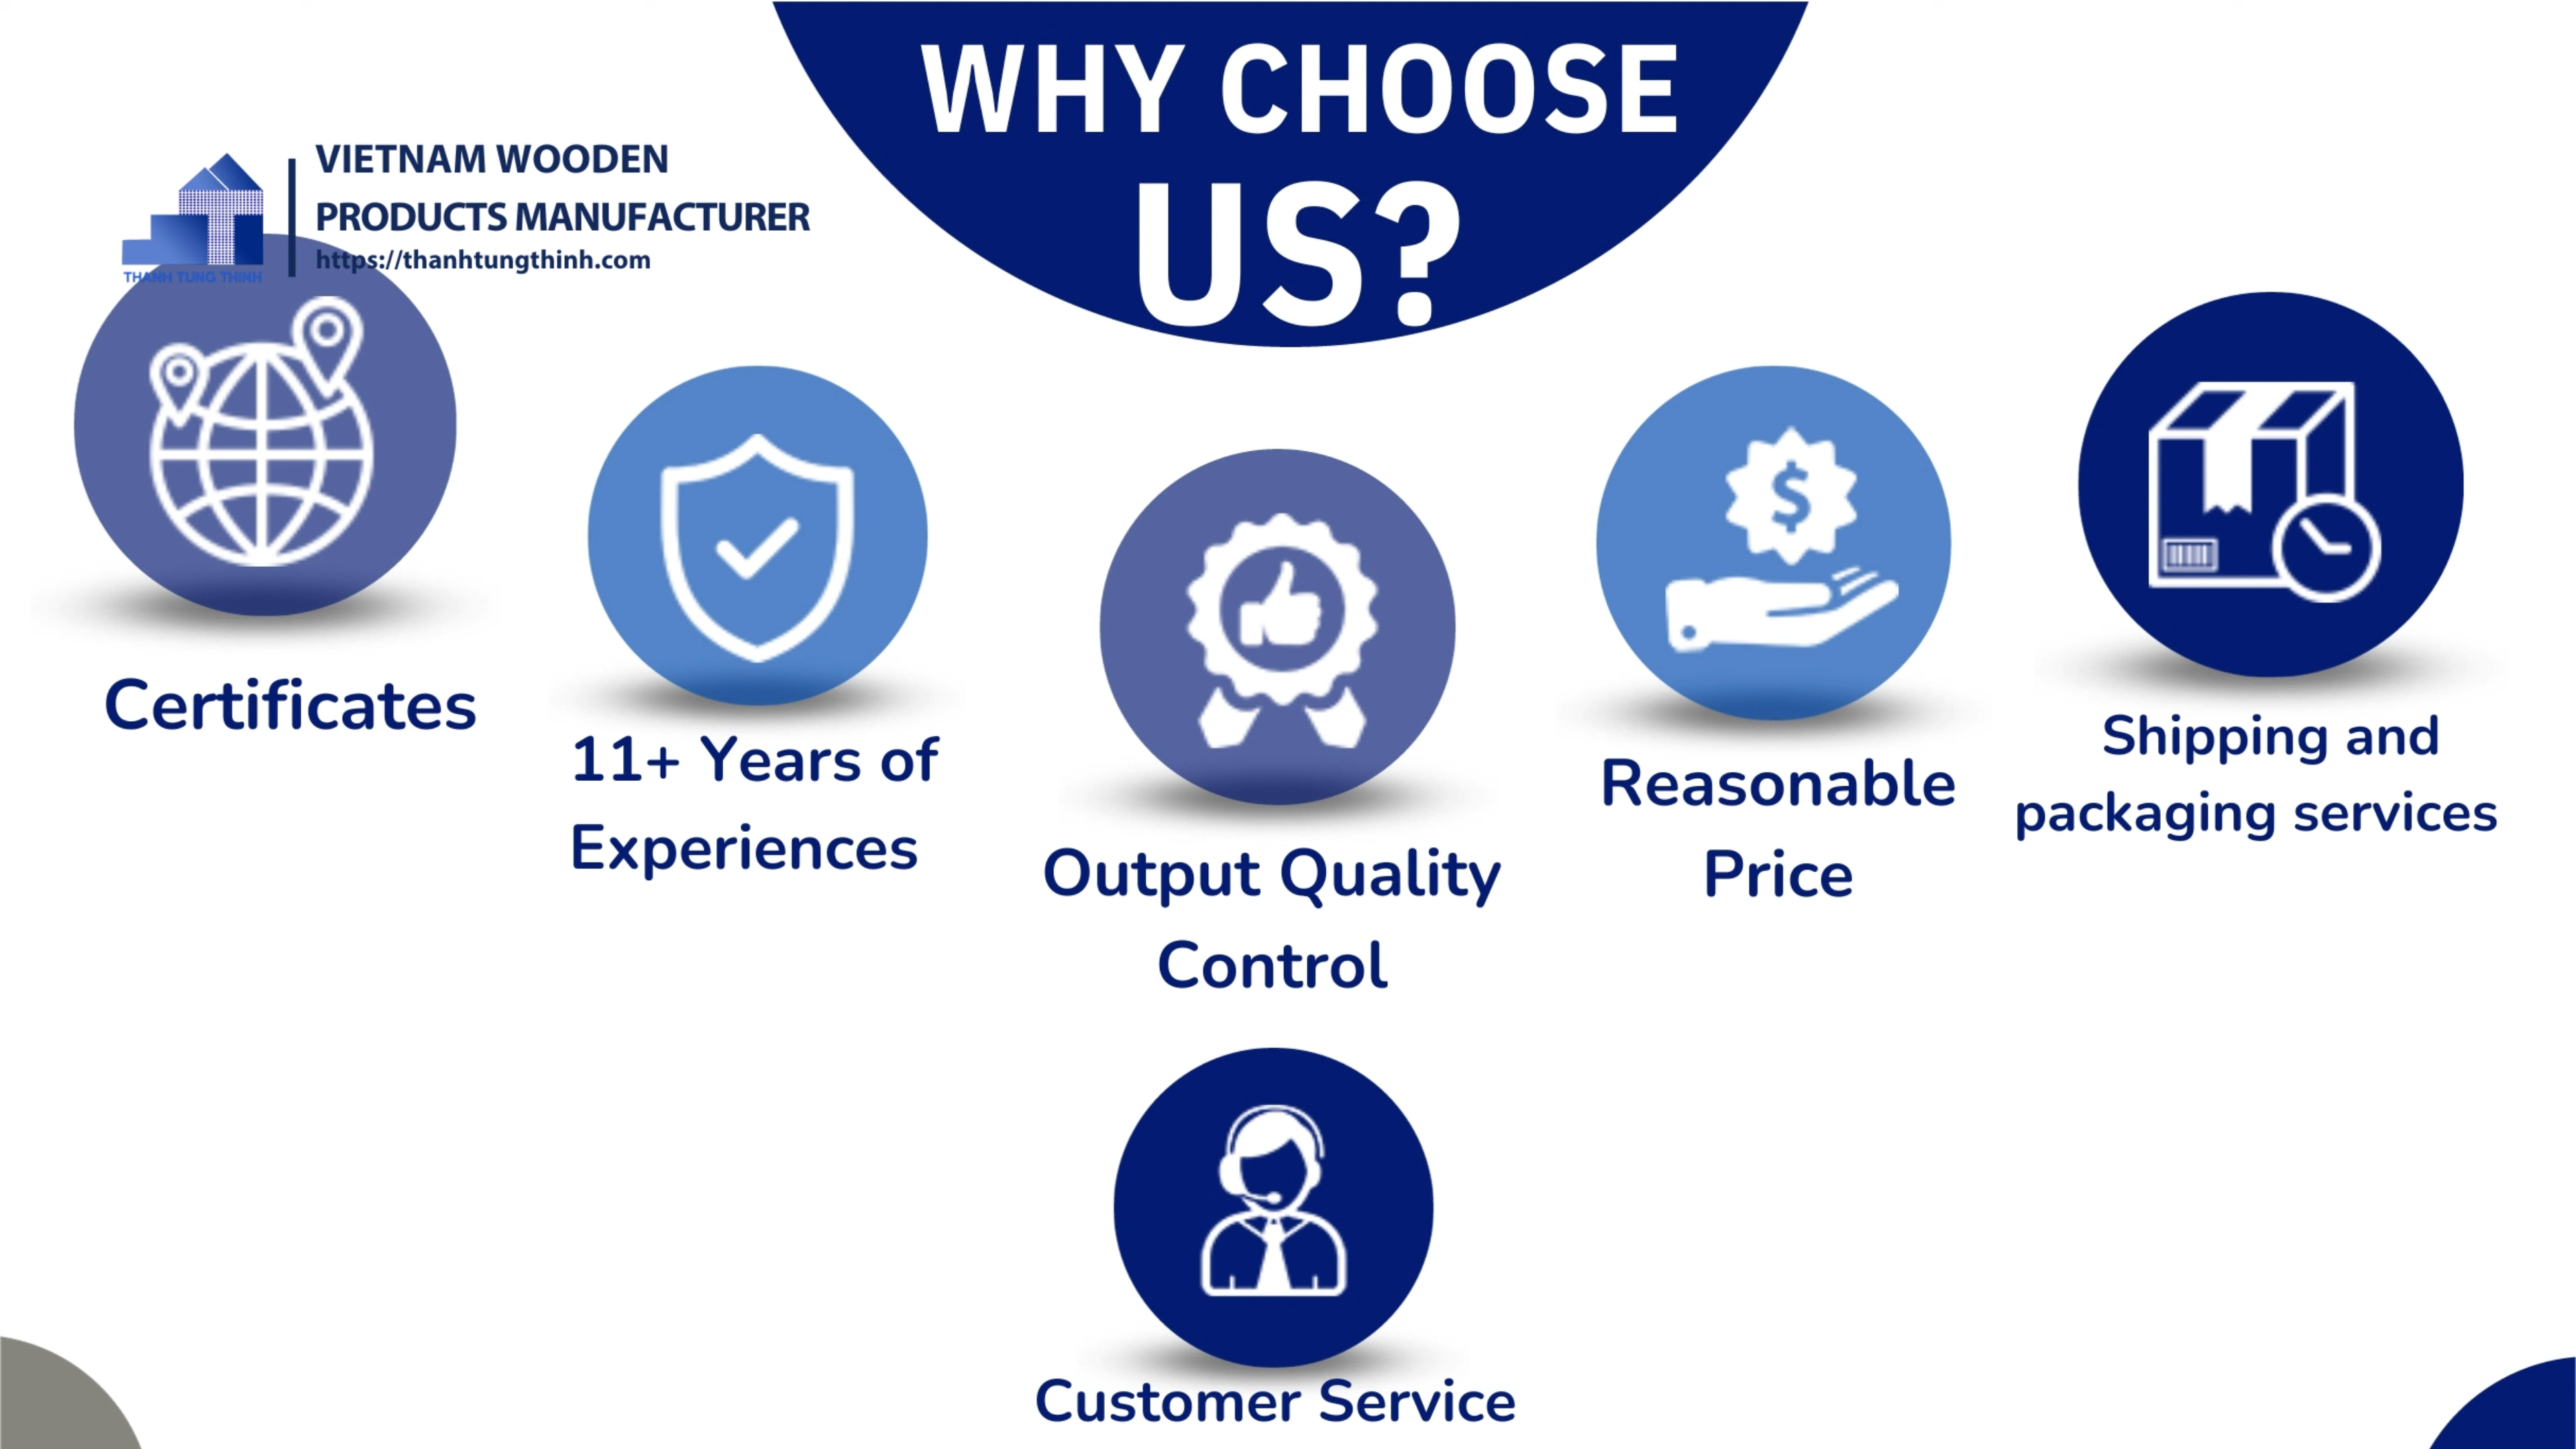 WHY CHOOSE
US?
VIETNAM WOODEN
PRODUCTS MANUFACTURER
https://thanhtungthinh.com
THANH TUNG THINH
Certificates
11+ Years of
Experiences
Output Quality
Control
Reasonable
Price
Shipping and
packaging services
Customer Service